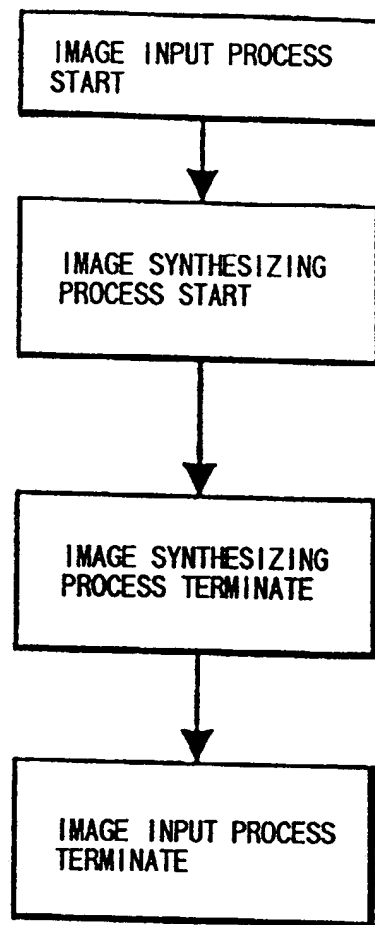 IMAGE INPUT PROCESS
START
IMAGE SYNTHESIZING
PROCESS START
IMAGE SYNTHESIZING
PROCESS TERMINATE
IMAGE INPUT PROCESS
TERMINATE